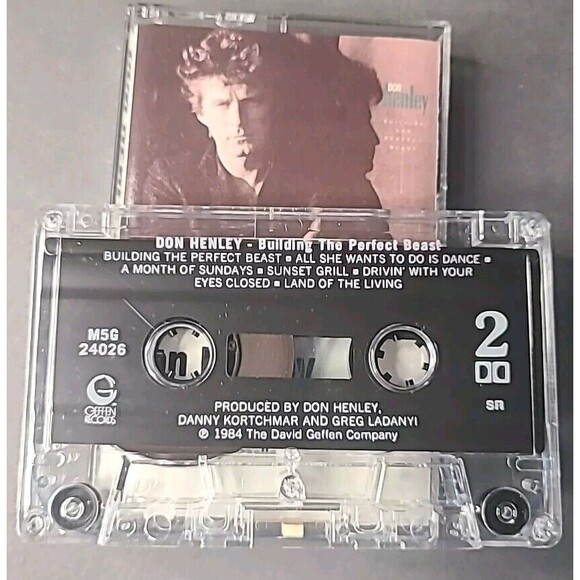 DON
henley
DON HENLEY - Building The Perfect Beast
BUILDING THE PERFECT BEAST ▪ ALL SHE WANTS TO DO IS DANCE ▪
A MONTH OF SUNDAYS ▪ SUNSET GRILL ▪ DRIVIN' WITH YOUR
EYES CLOSED ▪ LAND OF THE LIVING
M5G
24026
2
GEFFEN
RECORDS
SR
PRODUCED BY DON HENLEY,
DANNY KORTCHMAR AND GREG LADANYI
℗ 1984 The David Geffen Company